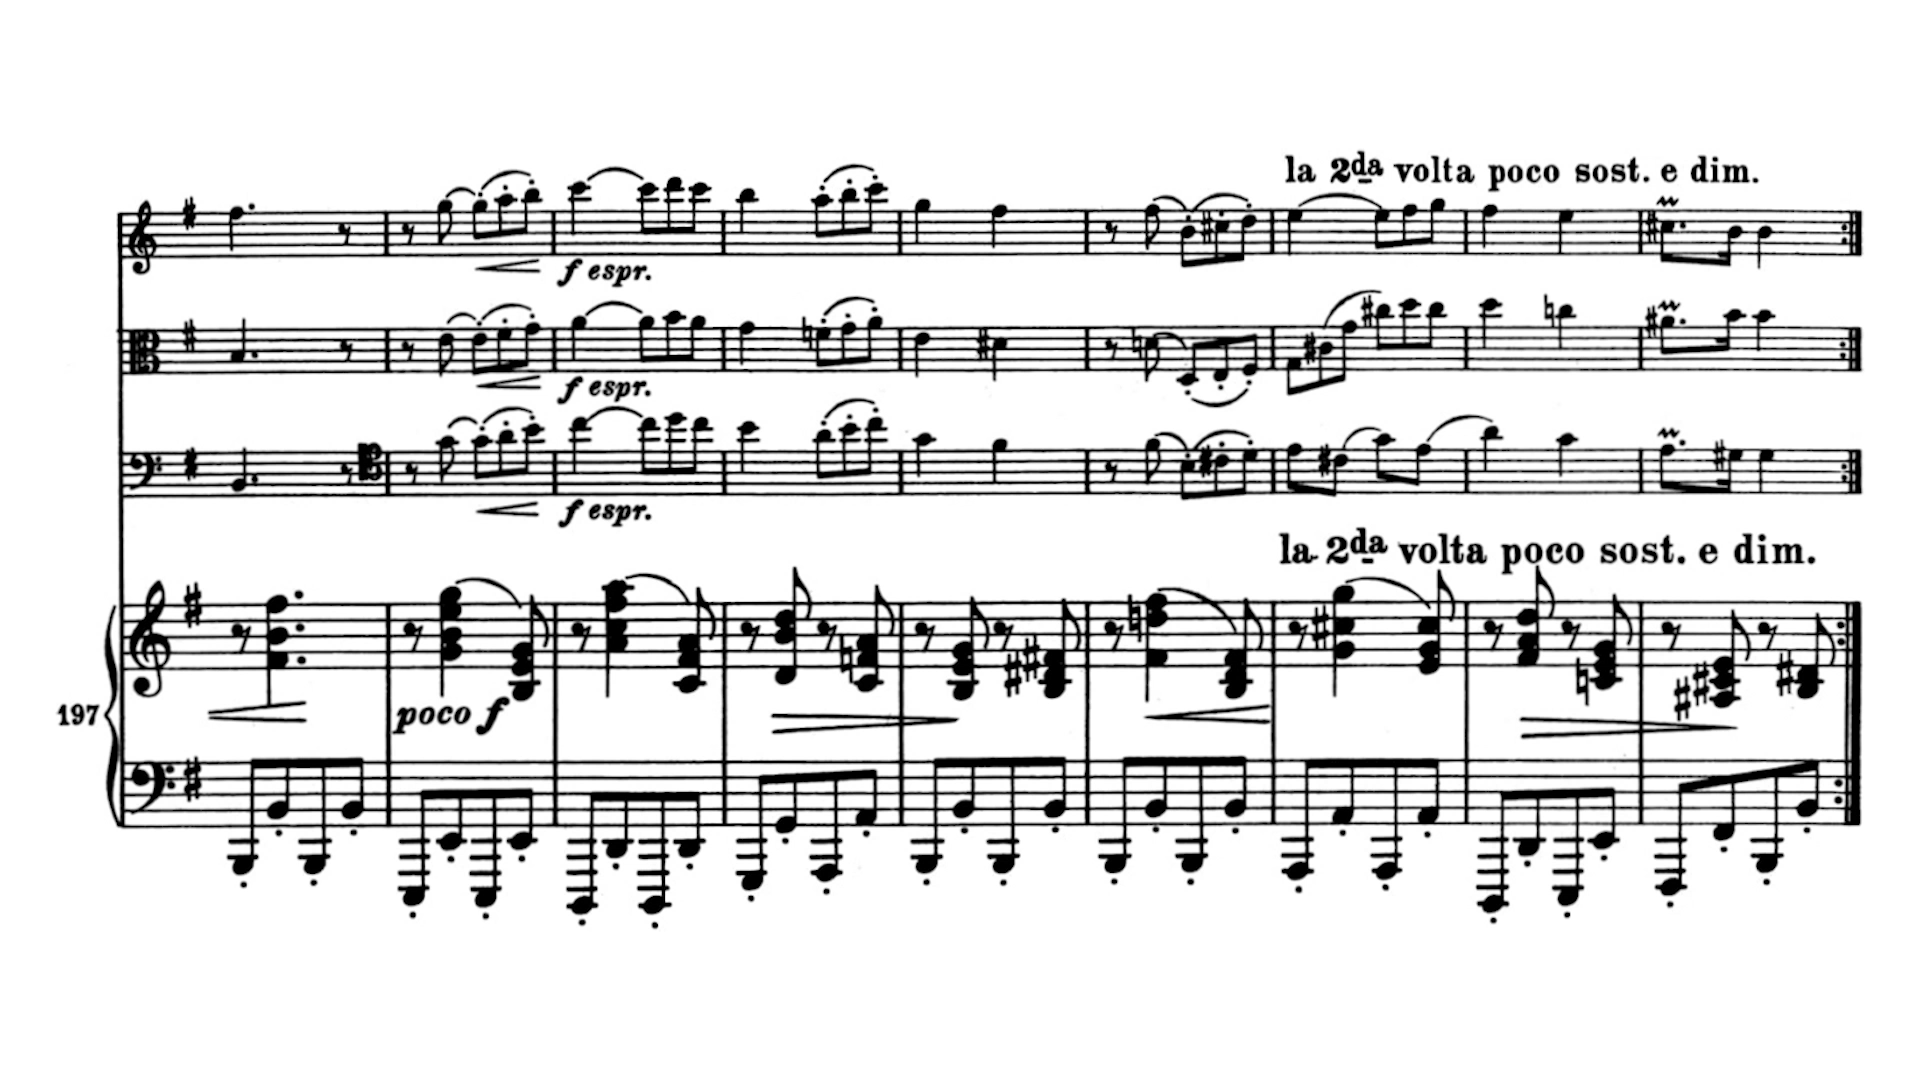 la 2da volta poco sost. e dim.
f espr.
f espr.
f espr.
la 2da volta poco sost. e dim.
197
poco f